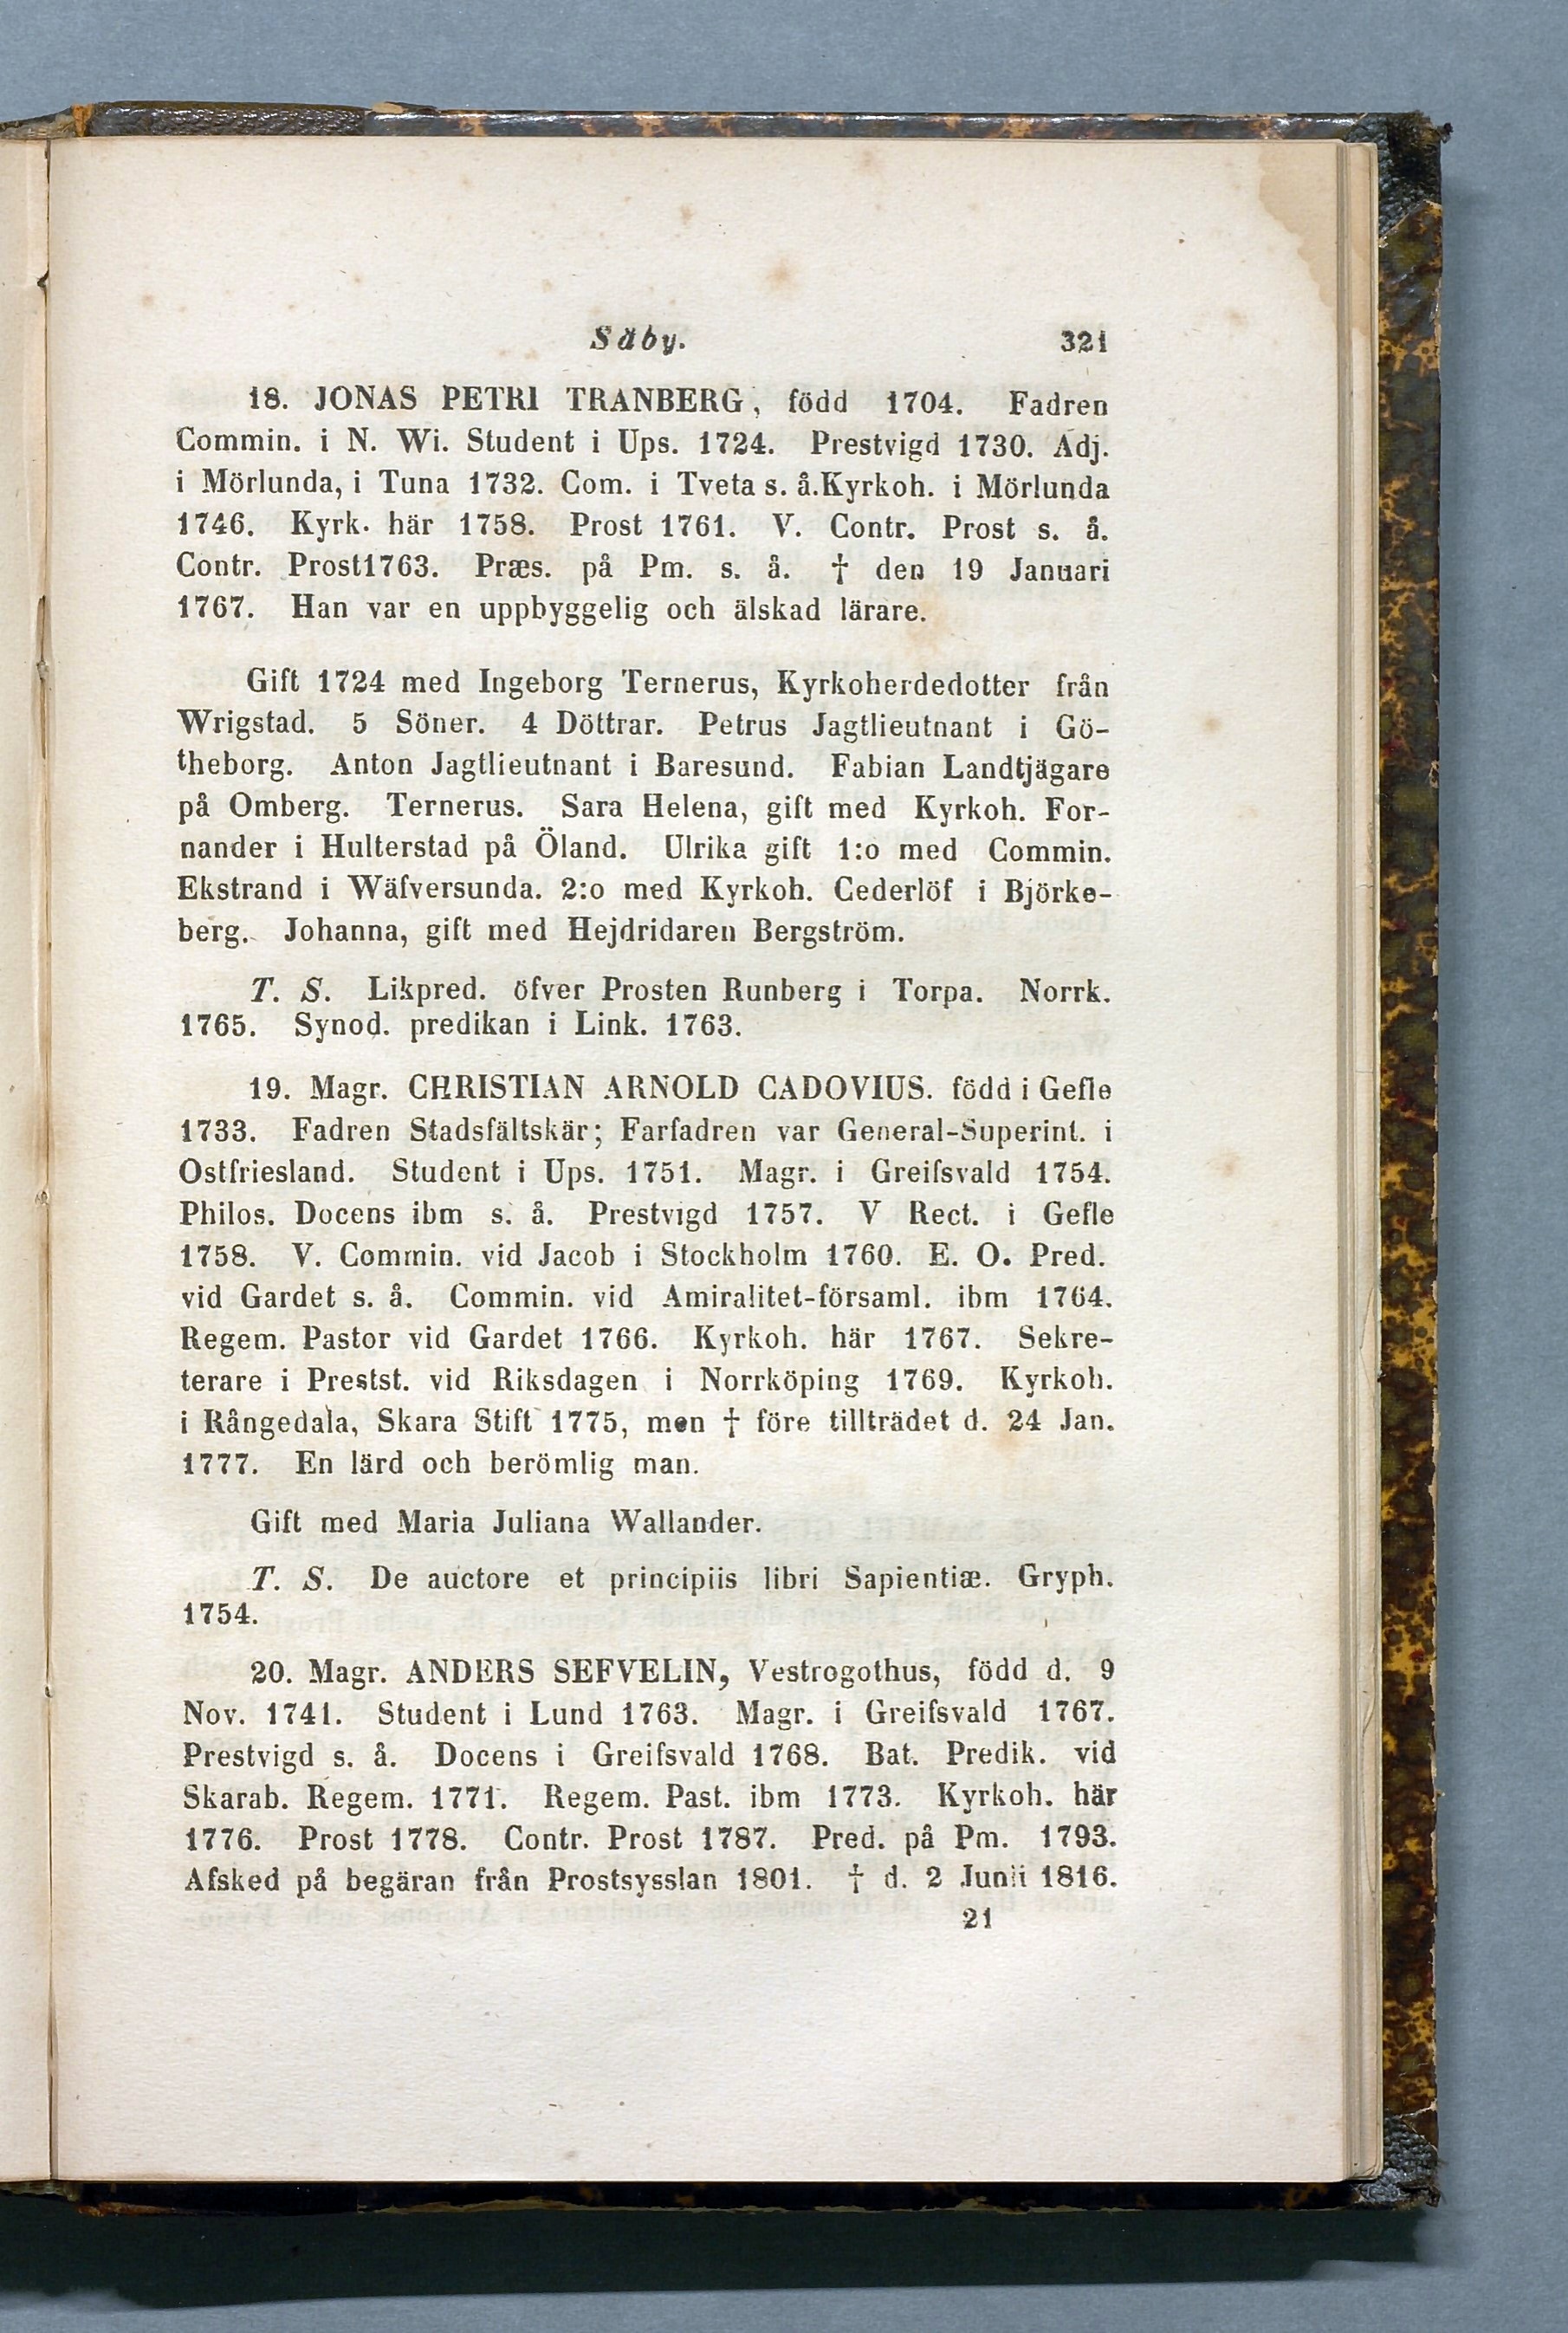 Säby. 321
18. JONAS PETRI TRANBERG, född 1704. Fadren
Commin. i N. Wi. Student i Ups. 1724. Prestvigd 1730. Adj.
i Mörlunda, i Tuna 1732. Com. i Tveta s. å.Kyrkoh. i Mörlunda
1746. Kyrk. här 1758. Prost 1761. V. Contr. Prost s. å.
Contr. Prost1763. Præs. på Pm. s. å. † den 19 Januari
1767. Han var en uppbyggelig och älskad lärare.
Gift 1724 med Ingeborg Ternerus, Kyrkoherdedotter från
Wrigstad. 5 Söner. 4 Döttrar. Petrus Jagtlieutnant i Gö-
theborg. Anton Jagtlieutnant i Baresund. Fabian Landtjägare
på Omberg. Ternerus. Sara Helena, gift med Kyrkoh. For-
nander i Hulterstad på Öland. Ulrika gift 1:o med Commin.
Ekstrand i Wäfversunda. 2:o med Kyrkoh. Cederlöf i Björke-
berg. Johanna, gift med Hejdridaren Bergström.
T. S. Likpred. öfver Prosten Runberg i Torpa. Norrk.
1765. Synod. predikan i Link. 1763.
19. Magr. CHRISTIAN ARNOLD CADOVIUS. född i Gefle
1733. Fadren Stadsfältskär; Farfadren var General-Superint. i
Ostfriesland. Student i Ups. 1751. Magr. i Greifsvald 1754.
Philos. Docens ibm s. å. Prestvigd 1757. V Rect. i Gefle
1758. V. Commin. vid Jacob i Stockholm 1760. E. O. Pred.
vid Gardet s. å. Commin. vid Amiralitet-församl. ibm 1764.
Regem. Pastor vid Gardet 1766. Kyrkoh. här 1767. Sekre-
terare i Prestst. vid Riksdagen i Norrköping 1769. Kyrkoh.
i Rångedala, Skara Stift 1775, men † före tillträdet d. 24 Jan.
1777. En lärd och berömlig man.
Gift med Maria Juliana Wallander.
T. S. De auctore et principiis libri Sapientiæ. Gryph.
1754.
20. Magr. ANDERS SEFVELIN, Vestrogothus, född d. 9
Nov. 1741. Student i Lund 1763. Magr. i Greifsvald 1767.
Prestvigd s. å. Docens i Greifsvald 1768. Bat. Predik. vid
Skarab. Regem. 1771. Regem. Past. ibm 1773. Kyrkoh. här
1776. Prost 1778. Contr. Prost 1787. Pred. på Pm. 1793.
Afsked på begäran från Prostsysslan 1801. † d. 2 Junii 1816.
21